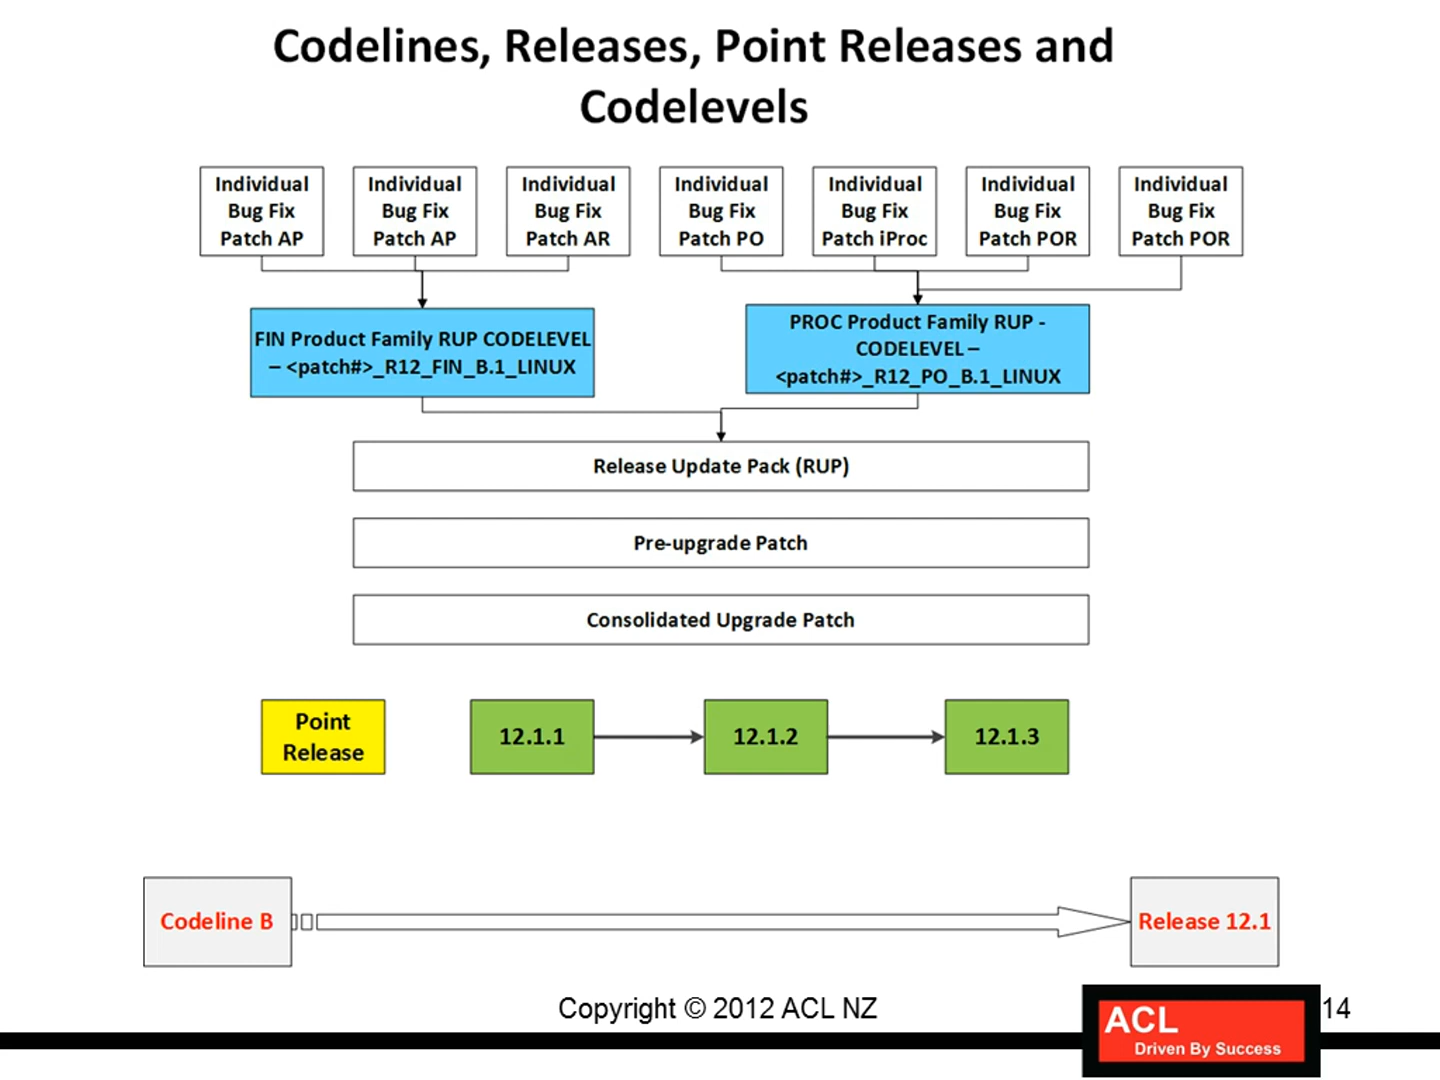 Codelines, Releases, Point Releases and
Codelevels
Individual
Bug Fix
Patch AP
Individual
Bug Fix
Patch AP
Individual
Bug Fix
Patch AR
Individual
Bug Fix
Patch PO
Individual
Bug Fix
Patch iProc
Individual
Bug Fix
Patch POR
Individual
Bug Fix
Patch POR
FIN Product Family RUP CODELEVEL
– <patch#>_R12_FIN_B.1_LINUX
PROC Product Family RUP -
CODELEVEL –
<patch#>_R12_PO_B.1_LINUX
Release Update Pack (RUP)
Pre-upgrade Patch
Consolidated Upgrade Patch
Point
Release
12.1.1
12.1.2
12.1.3
Codeline B
Release 12.1
Copyright © 2012 ACL NZ
ACL
Driven By Success
14